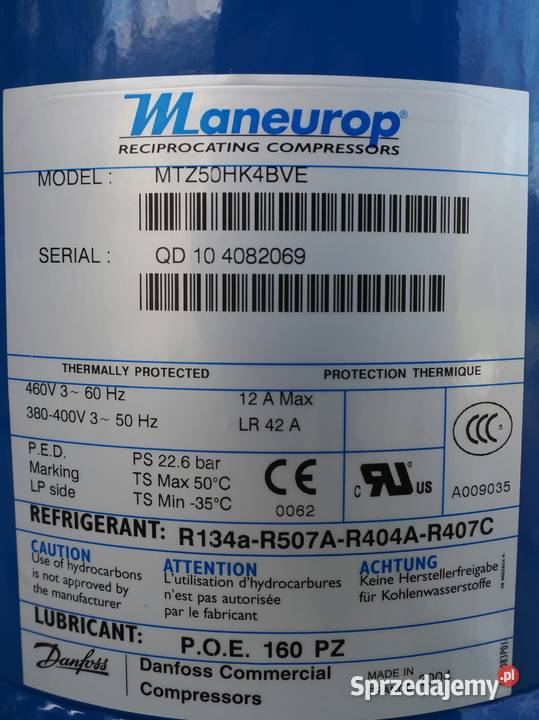 Maneurop®
RECIPROCATING COMPRESSORS
MODEL : MTZ50HK4BVE
SERIAL : QD 10 4082069
THERMALLY PROTECTED PROTECTION THERMIQUE
460V 3~ 60 Hz 12 A Max
380-400V 3~ 50 Hz LR 42 A
P.E.D. PS 22.6 bar
Marking TS Max 50°C
LP side TS Min -35°C
CE
0062
c RU US
CCC
A009035
REFRIGERANT: R134a-R507A-R404A-R407C
CAUTION
Use of hydrocarbons
is not approved by
the manufacturer
ATTENTION
L'utilisation d'hydrocarbures
n'est pas autorisée
par le fabricant
ACHTUNG
Keine Herstellerfreigabe
für Kohlenwasserstoffe
LUBRICANT: P.O.E. 160 PZ
Danfoss
Danfoss Commercial
Compressors
MADE IN
Sprzedajemy.pl